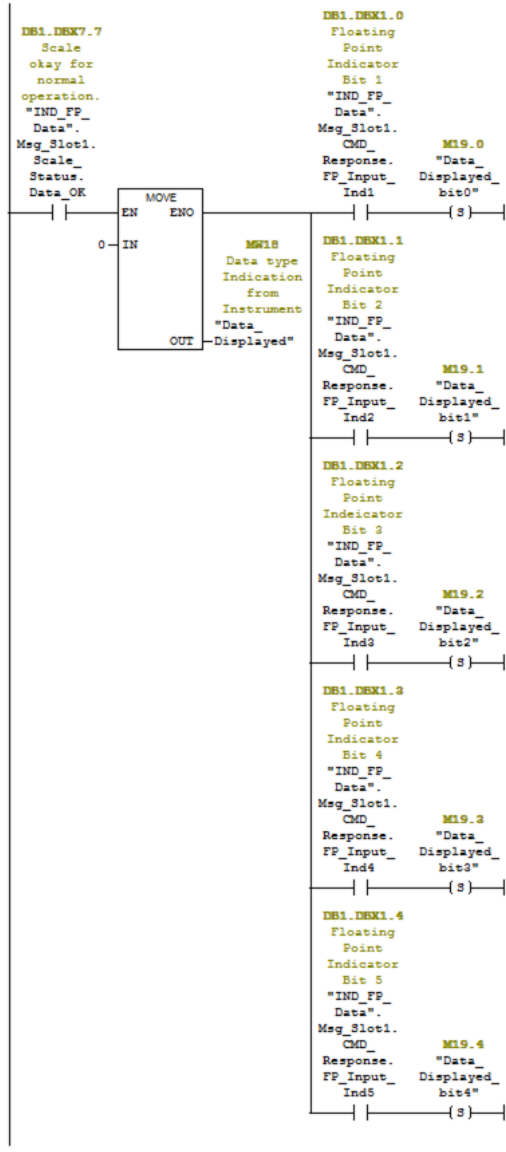 DB1.DBX7.7
Scale
okay for
normal
operation.
"IND_FP_
Data".
Msg_Slot1.
Scale_
Status.
Data_OK
MOVE
EN ENO
0 IN
OUT
MW18
Data type
Indication
from
Instrument
"Data_
Displayed"
DB1.DBX1.0
Floating
Point
Indicator
Bit 1
"IND_FP_
Data".
Msg_Slot1.
CMD_
Response.
FP_Input_
Ind1
M19.0
"Data_
Displayed_
bit0"
S
DB1.DBX1.1
Floating
Point
Indicator
Bit 2
"IND_FP_
Data".
Msg_Slot1.
CMD_
Response.
FP_Input_
Ind2
M19.1
"Data_
Displayed_
bit1"
S
DB1.DBX1.2
Floating
Point
Indeicator
Bit 3
"IND_FP_
Data".
Msg_Slot1.
CMD_
Response.
FP_Input_
Ind3
M19.2
"Data_
Displayed_
bit2"
S
DB1.DBX1.3
Floating
Point
Indicator
Bit 4
"IND_FP_
Data".
Msg_Slot1.
CMD_
Response.
FP_Input_
Ind4
M19.3
"Data_
Displayed_
bit3"
S
DB1.DBX1.4
Floating
Point
Indicator
Bit 5
"IND_FP_
Data".
Msg_Slot1.
CMD_
Response.
FP_Input_
Ind5
M19.4
"Data_
Displayed_
bit4"
S